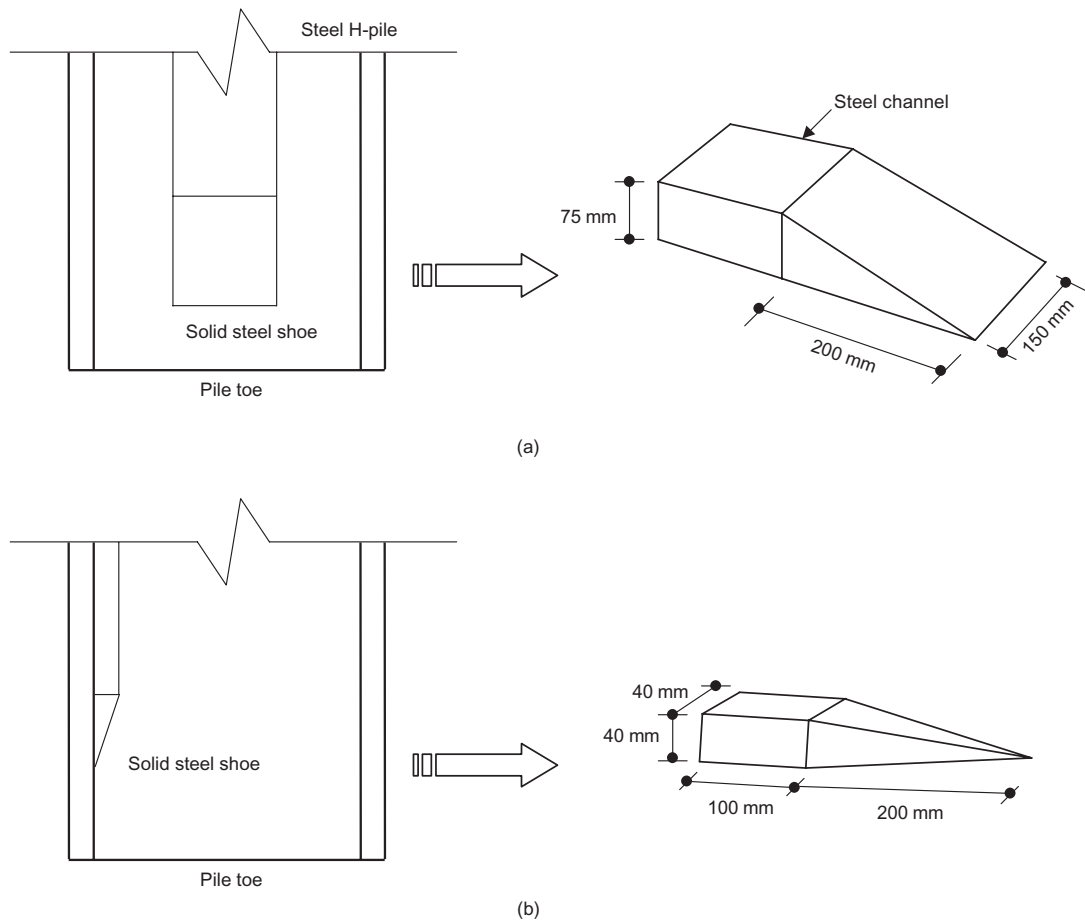 Steel H-pile
Steel channel
75 mm
Solid steel shoe
200 mm
150 mm
Pile toe
(a)
40 mm
40 mm
Solid steel shoe
100 mm
200 mm
Pile toe
(b)